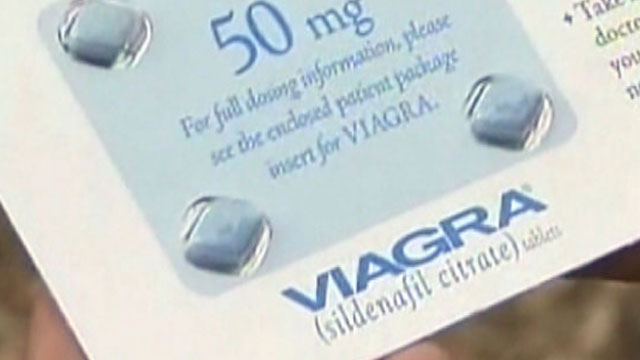 50 mg
For full dosing information, please
see the enclosed patient package
insert for VIAGRA.
VIAGRA®
(sildenafil citrate) tablets
• Take